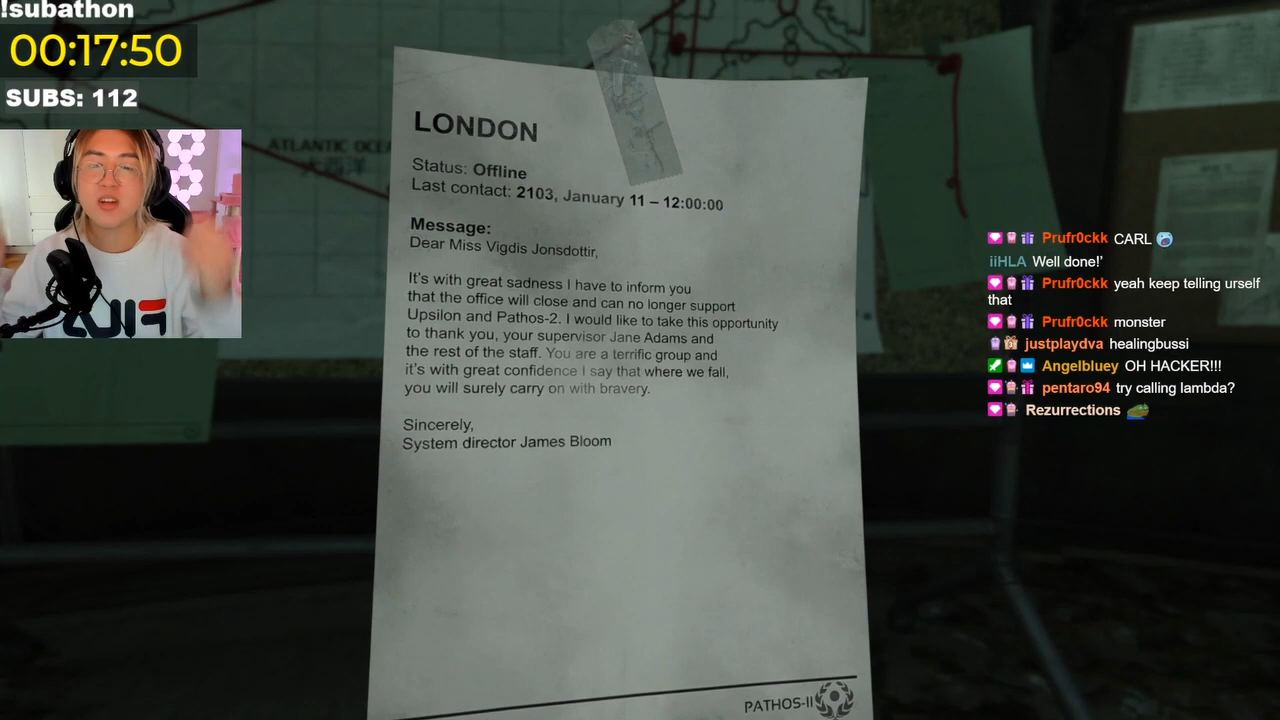 !subathon
00:17:50
SUBS: 112
ATLANTIC OCEA
大西洋
LONDON
Status: Offline
Last contact: 2103, January 11 – 12:00:00
Message:
Dear Miss Vigdis Jonsdottir,
It's with great sadness I have to inform you
that the office will close and can no longer support
Upsilon and Pathos-2. I would like to take this opportunity
to thank you, your supervisor Jane Adams and
the rest of the staff. You are a terrific group and
it's with great confidence I say that where we fall,
you will surely carry on with bravery.
Sincerely,
System director James Bloom
PATHOS-II
Prufr0ckk CARL
iiHLA Well done!'
Prufr0ckk yeah keep telling urself
that
Prufr0ckk monster
justplaydva healingbussi
Angelbluey OH HACKER!!!
pentaro94 try calling lambda?
Rezurrections